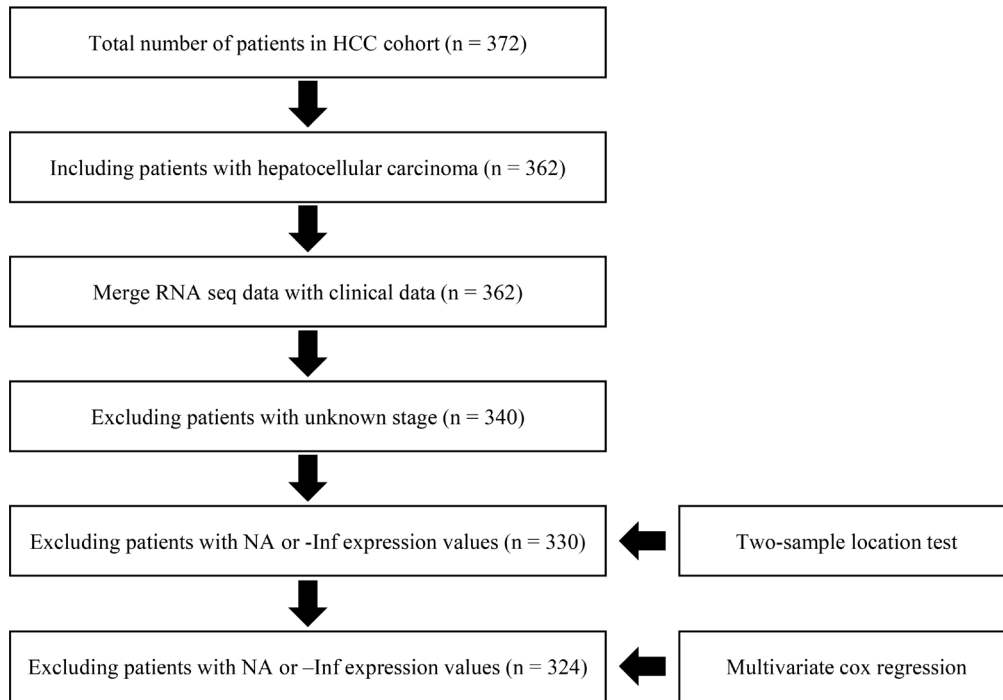 Total number of patients in HCC cohort (n = 372)
Including patients with hepatocellular carcinoma (n = 362)
Merge RNA seq data with clinical data (n = 362)
Excluding patients with unknown stage (n = 340)
Excluding patients with NA or -Inf expression values (n = 330)
Two-sample location test
Excluding patients with NA or –Inf expression values (n = 324)
Multivariate cox regression